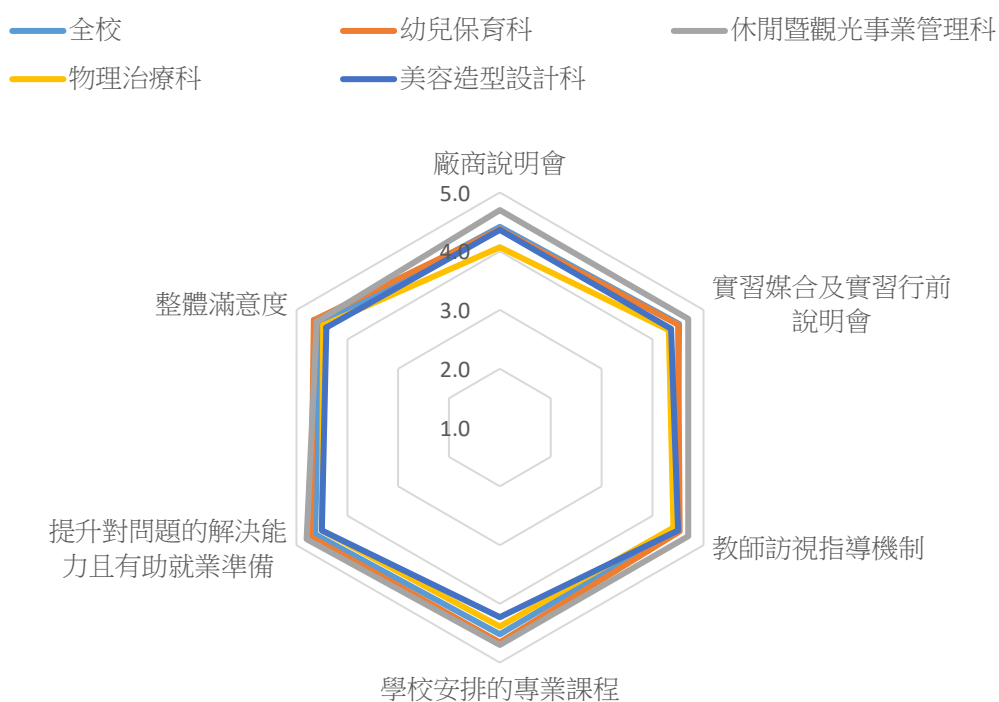 全校
幼兒保育科
休閒暨觀光事業管理科
物理治療科
美容造型設計科
廠商說明會
5.0
4.0
3.0
2.0
1.0
整體滿意度
實習媒合及實習行前
說明會
提升對問題的解決能
力且有助就業準備
教師訪視指導機制
學校安排的專業課程